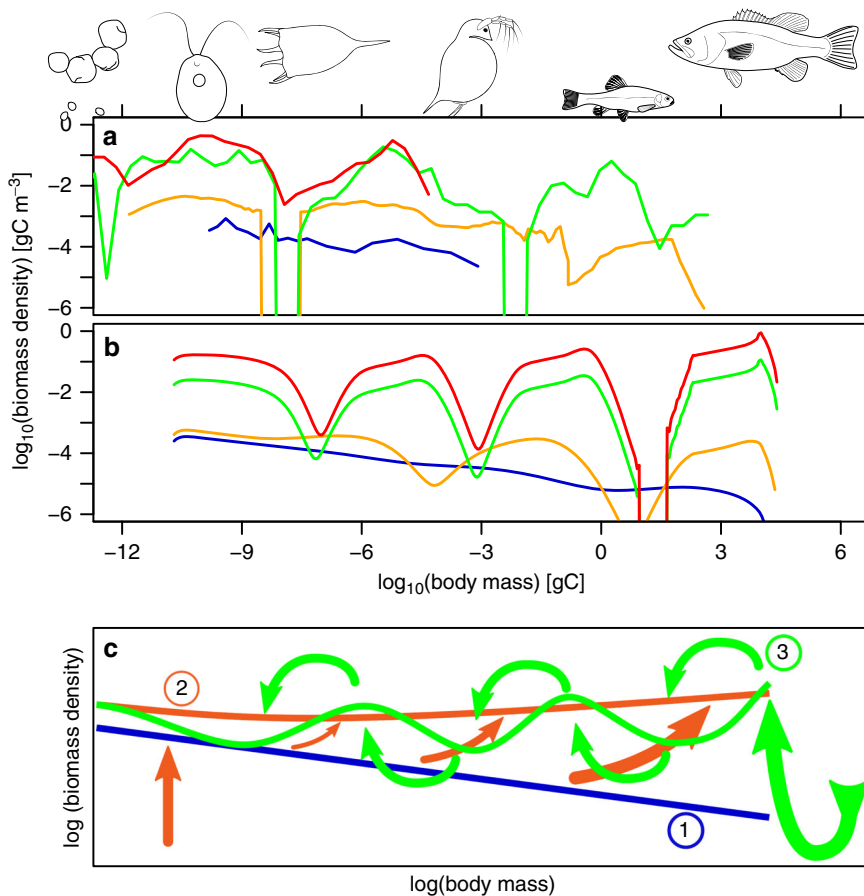 a
0
−2
−4
−6
b
0
−2
−4
−6
log₁₀(biomass density) [gC m⁻³]
−12 −9 −6 −3 0 3 6
log₁₀(body mass) [gC]
c
2
3
1
log (biomass density)
log(body mass)